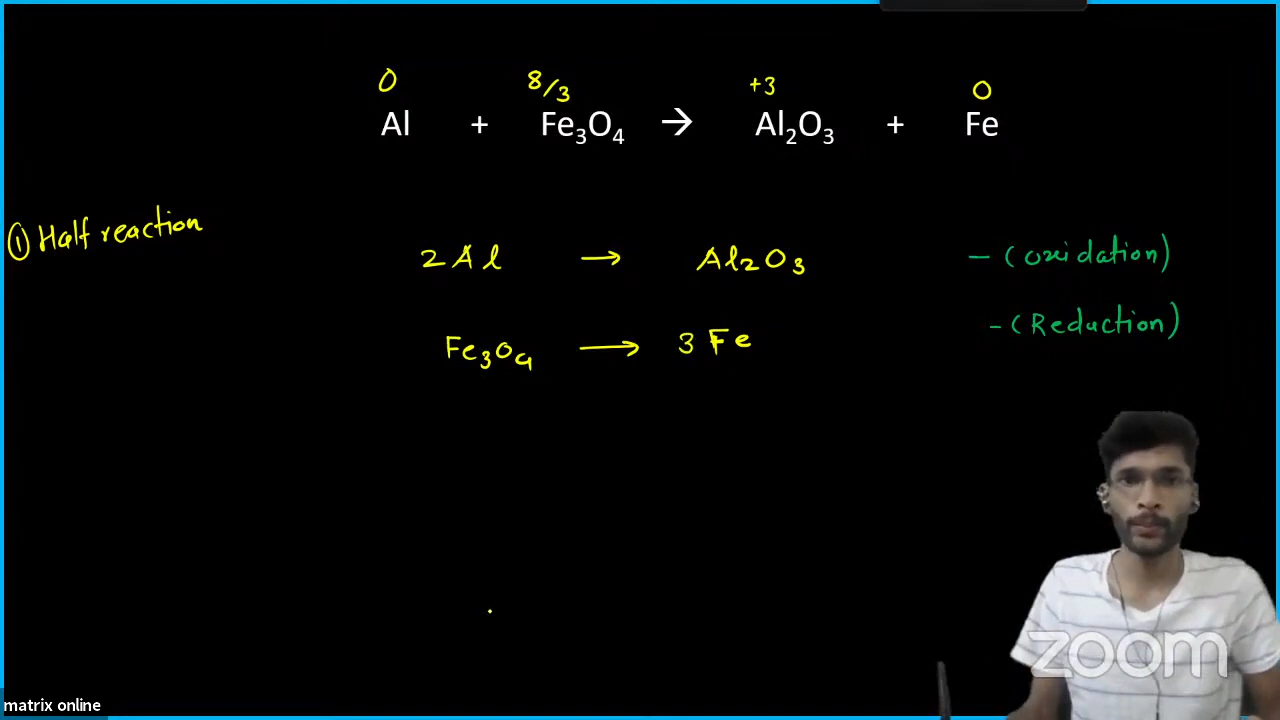 0 8/3 +3 0
Al + Fe₃O₄ → Al₂O₃ + Fe
① Half reaction
2Al → Al₂O₃ - (oxidation)
Fe₃O₄ → 3Fe - (Reduction)
zoom
matrix online